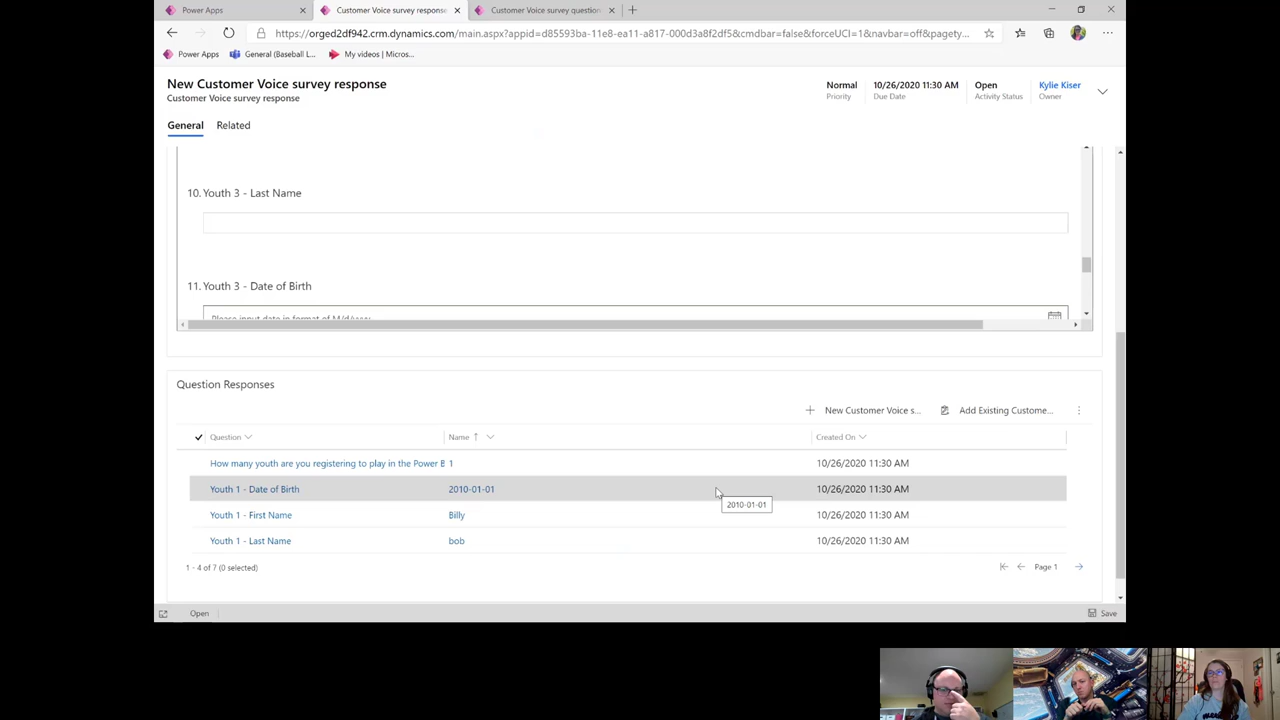 Power Apps
Customer Voice survey response
Customer Voice survey question
https://orged2df942.crm.dynamics.com/main.aspx?appid=d85593ba-11e8-ea11-a817-000d3a8f2df5&cmdbar=false&forceUCI=1&navbar=off&pagety...
Power Apps
General (Baseball L...
My videos | Micros...
New Customer Voice survey response
Customer Voice survey response
Normal
Priority
10/26/2020 11:30 AM
Due Date
Open
Activity Status
Kylie Kiser
Owner
General
Related
10. Youth 3 - Last Name
11. Youth 3 - Date of Birth
Please input date in format of M/d/yyyy
Question Responses
New Customer Voice s...
Add Existing Custome...
Question
Name
Created On
How many youth are you registering to play in the Power B 1 10/26/2020 11:30 AM
Youth 1 - Date of Birth 2010-01-01 10/26/2020 11:30 AM
2010-01-01
Youth 1 - First Name Billy 10/26/2020 11:30 AM
Youth 1 - Last Name bob 10/26/2020 11:30 AM
1 - 4 of 7 (0 selected)
Page 1
Open
Save